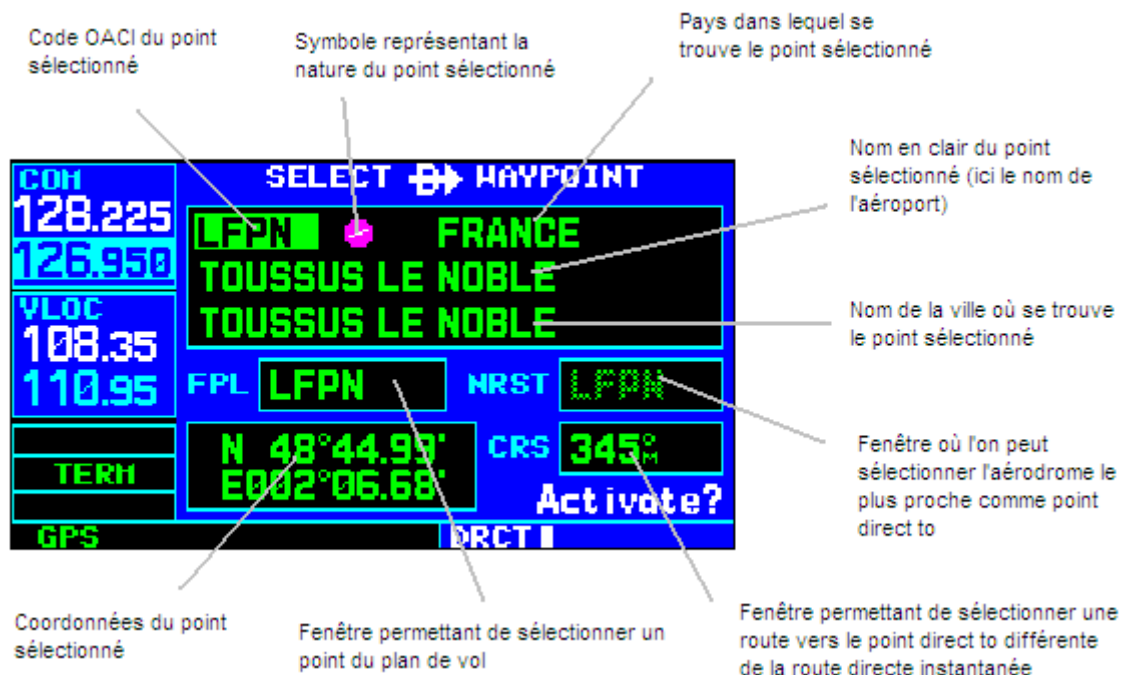 Code OACI du point
sélectionné
Symbole représentant la
nature du point sélectionné
Pays dans lequel se
trouve le point sélectionné
Nom en clair du point
sélectionné (ici le nom de
l'aéroport)
Nom de la ville où se trouve
le point sélectionné
Fenêtre où l'on peut
sélectionner l'aérodrome le
plus proche comme point
direct to
COM
128.225
126.950
VLOC
108.35
110.95
TERM
GPS
SELECT D WAYPOINT
LFPN FRANCE
TOUSSUS LE NOBLE
TOUSSUS LE NOBLE
FPL LFPN NRST LFPN
N 48°44.99' CRS 345°M
E002°06.68'
Activate?
DRCT
Coordonnées du point
sélectionné
Fenêtre permettant de sélectionner un
point du plan de vol
Fenêtre permettant de sélectionner une
route vers le point direct to différente
de la route directe instantanée